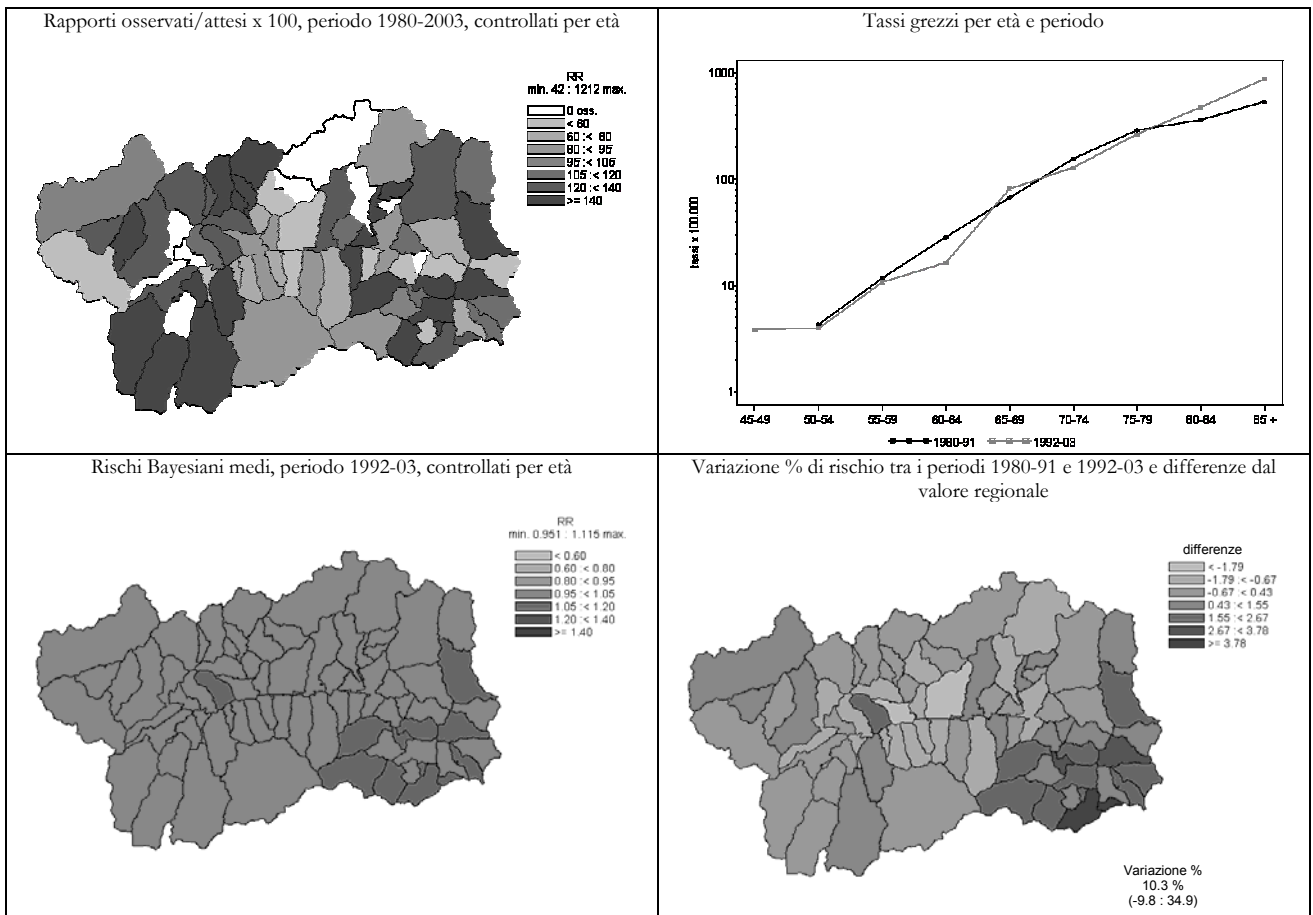 Rapporti osservati/attesi x 100, periodo 1980-2003, controllati per età
RR
min. 42 : 1212 max.
0 oss.
< 60
60 :< 80
80 :< 95
95 :< 105
105 :< 120
120 :< 140
>= 140
Tassi grezzi per età e periodo
1000
100
10
1
tassi x 100.000
45-49
50-54
55-59
60-64
65-69
70-74
75-79
80-84
85 +
1980-91
1992-03
Rischi Bayesiani medi, periodo 1992-03, controllati per età
RR
min. 0.951 : 1.115 max.
< 0.60
0.60 :< 0.80
0.80 :< 0.95
0.95 :< 1.05
1.05 :< 1.20
1.20 :< 1.40
>= 1.40
Variazione % di rischio tra i periodi 1980-91 e 1992-03 e differenze dal
valore regionale
differenze
< -1.79
-1.79 :< -0.67
-0.67 :< 0.43
0.43 :< 1.55
1.55 :< 2.67
2.67 :< 3.78
>= 3.78
Variazione %
10.3 %
(-9.8 : 34.9)